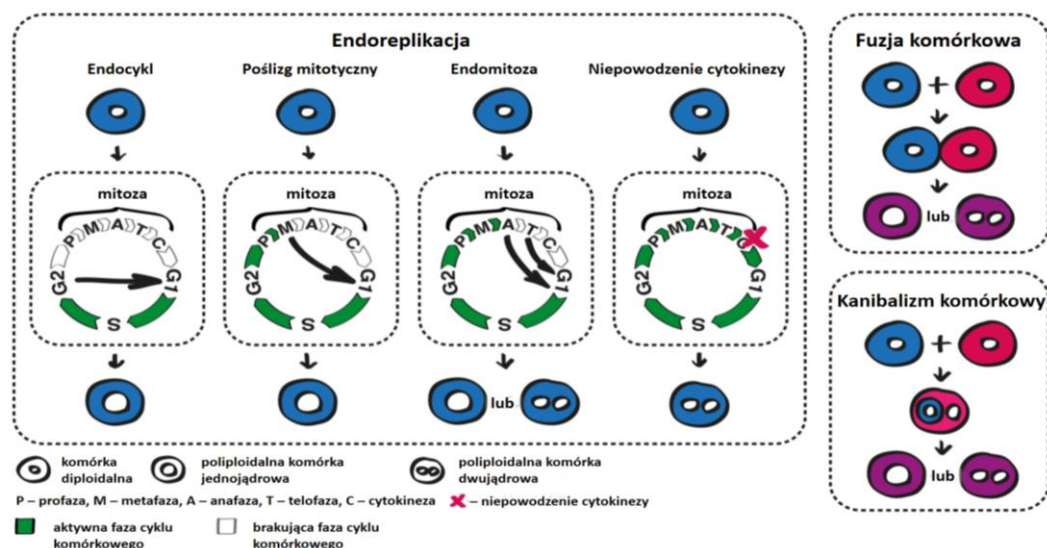 Endoreplikacja
Endocykl
Poślizg mitotyczny
Endomitoza
Niepowodzenie cytokinezy
mitoza
G1 S G2 P M A T C
mitoza
G1 S G2 P M A T C
mitoza
G1 S G2 P M A T C
lub
mitoza
G1 S G2 P M A T C
komórka
diploidalna
poliploidalna komórka
jednojądrowa
poliploidalna komórka
dwujądrowa
P – profaza, M – metafaza, A – anafaza, T – telofaza, C – cytokineza
– niepowodzenie cytokinezy
aktywna faza cyklu
komórkowego
brakująca faza cyklu
komórkowego
Fuzja komórkowa
+
lub
Kanibalizm komórkowy
+
lub